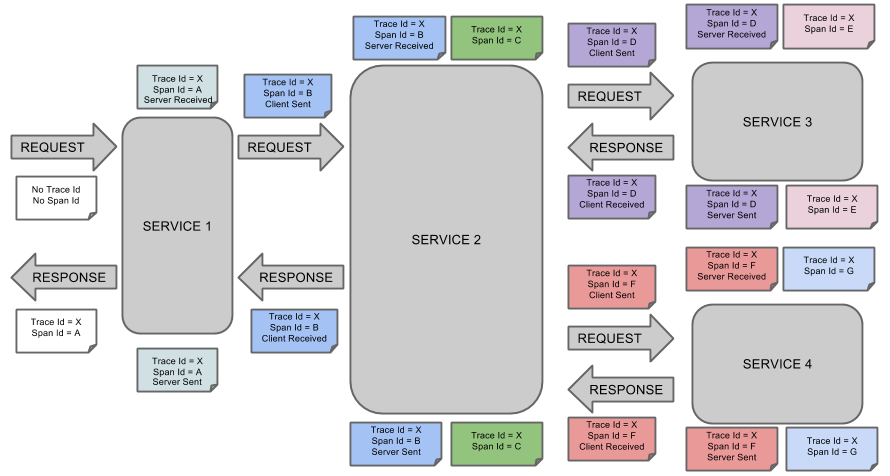 Trace Id = X
Span Id = A
Server Received
REQUEST
No Trace Id
No Span Id
SERVICE 1
RESPONSE
Trace Id = X
Span Id = A
Trace Id = X
Span Id = A
Server Sent
Trace Id = X
Span Id = B
Client Sent
REQUEST
RESPONSE
Trace Id = X
Span Id = B
Client Received
Trace Id = X
Span Id = B
Server Received
Trace Id = X
Span Id = C
SERVICE 2
Trace Id = X
Span Id = B
Server Sent
Trace Id = X
Span Id = C
Trace Id = X
Span Id = D
Client Sent
REQUEST
RESPONSE
Trace Id = X
Span Id = D
Client Received
Trace Id = X
Span Id = D
Server Received
Trace Id = X
Span Id = E
SERVICE 3
Trace Id = X
Span Id = D
Server Sent
Trace Id = X
Span Id = E
Trace Id = X
Span Id = F
Client Sent
REQUEST
RESPONSE
Trace Id = X
Span Id = F
Client Received
Trace Id = X
Span Id = F
Server Received
Trace Id = X
Span Id = G
SERVICE 4
Trace Id = X
Span Id = F
Server Sent
Trace Id = X
Span Id = G